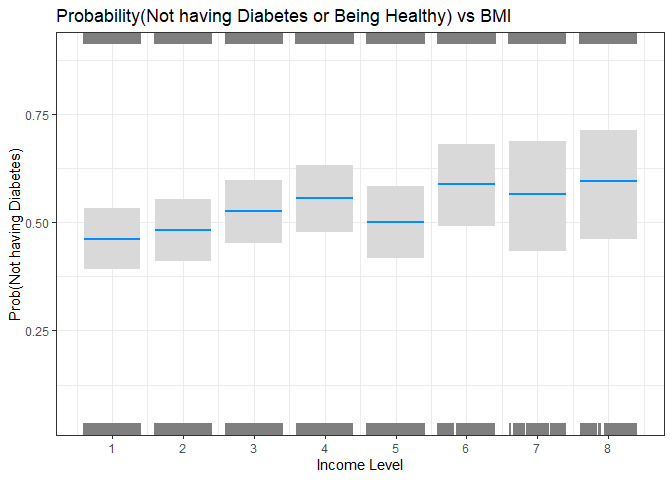 Probability(Not having Diabetes or Being Healthy) vs BMI
Prob(Not having Diabetes)
0.75
0.50
0.25
1 2 3 4 5 6 7 8
Income Level